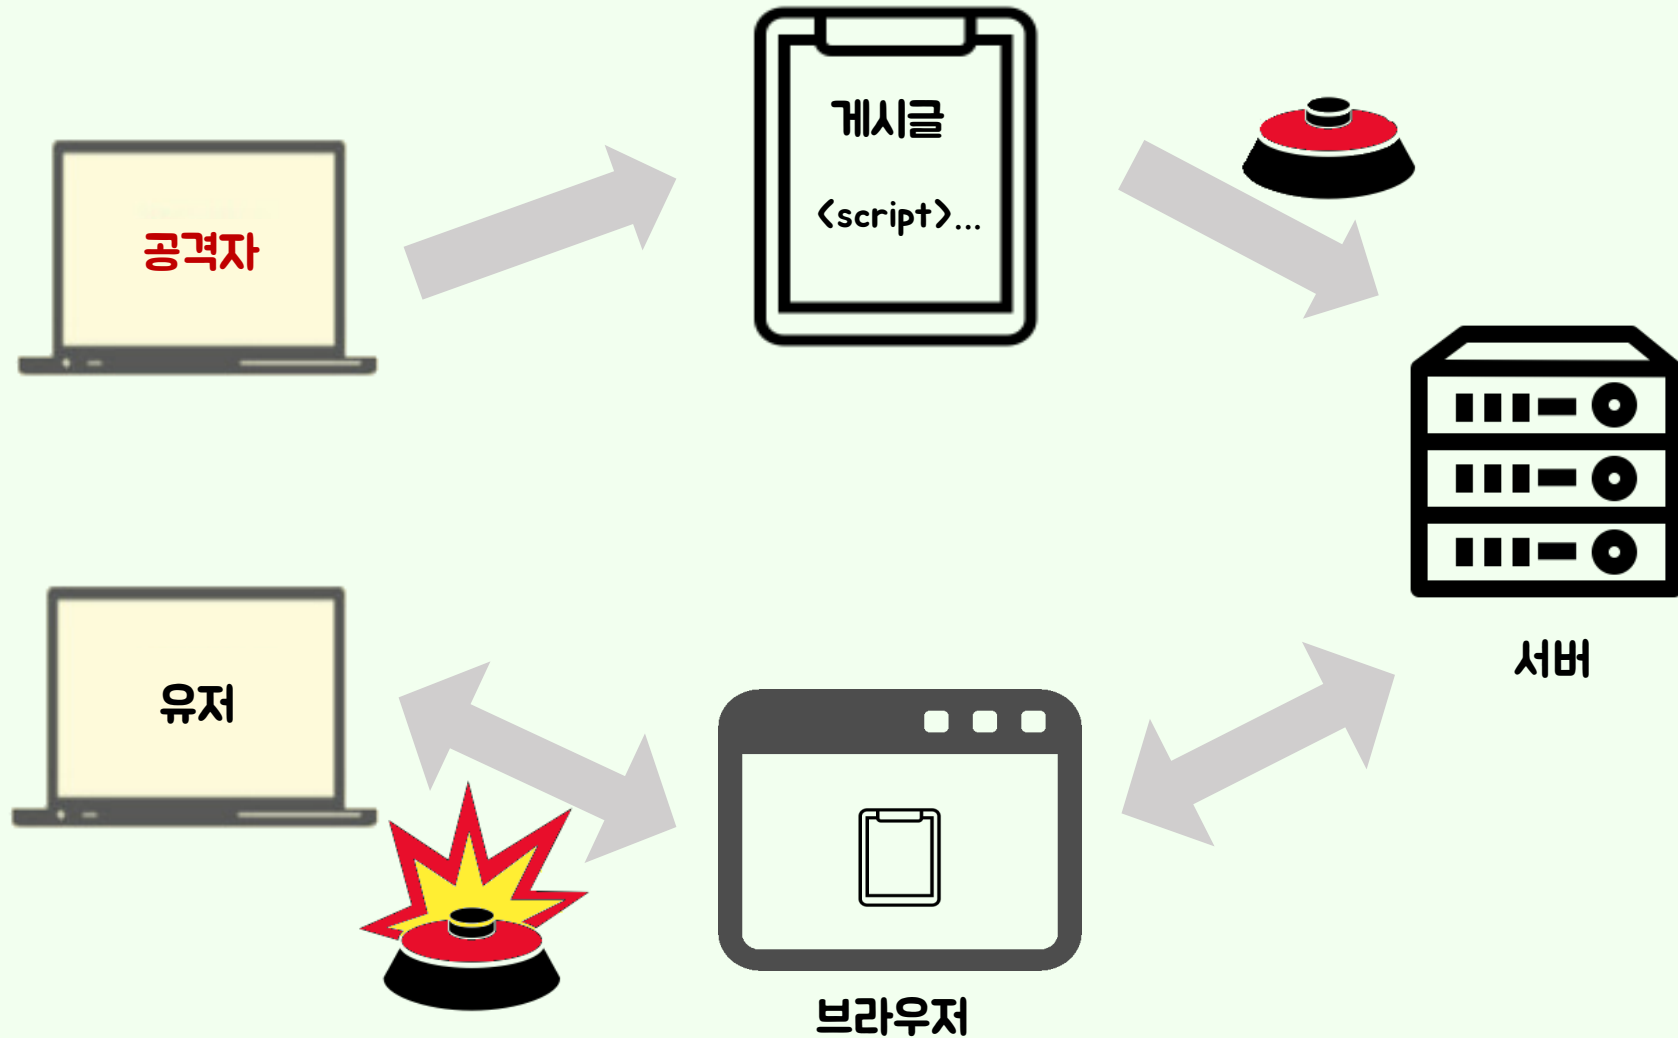 게시글
<script>...
공격자
서버
유저
브라우저